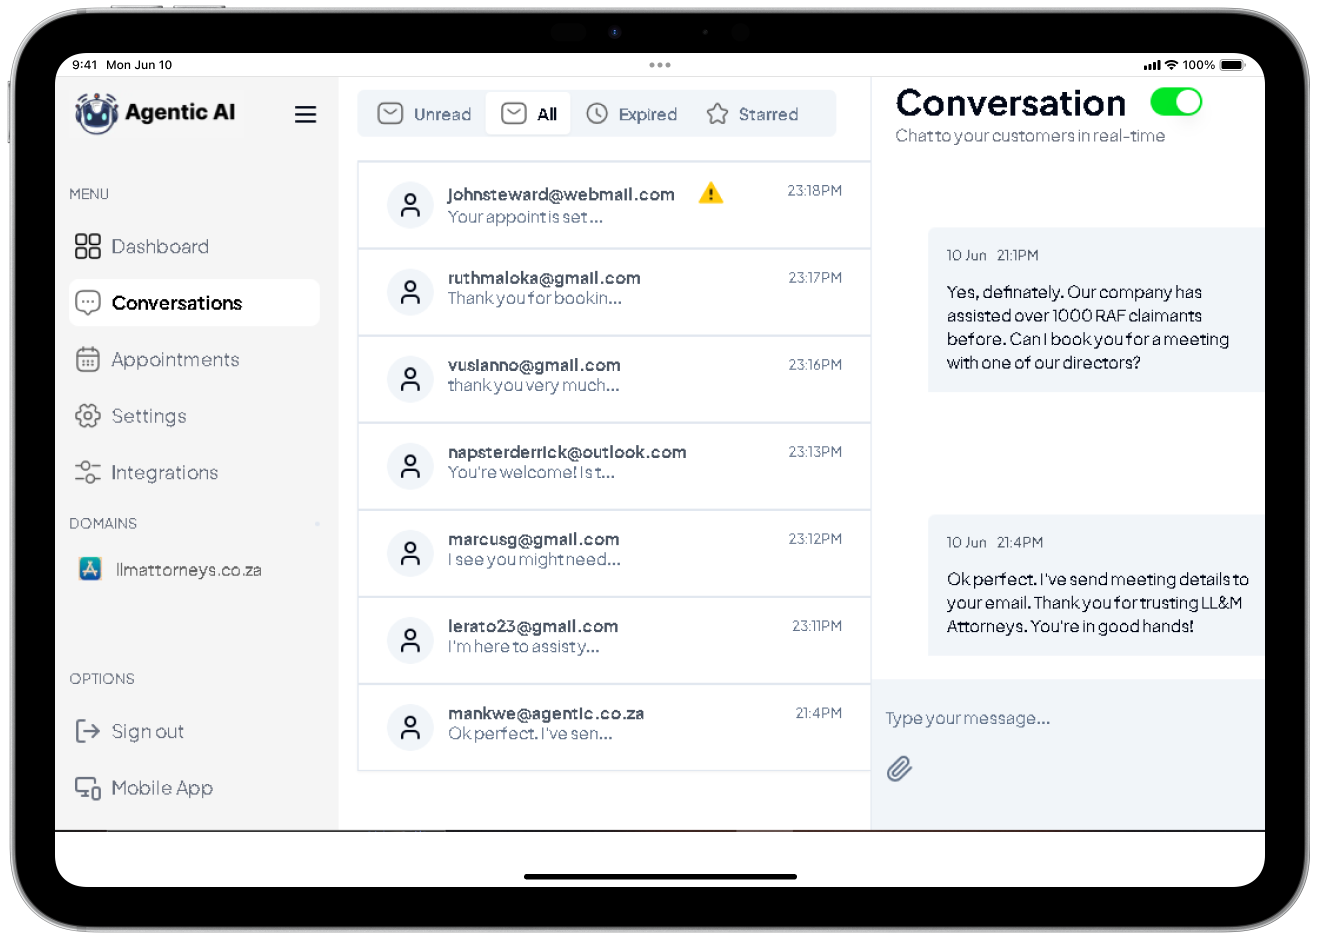 9:41 Mon Jun 10
100%
Agentic AI
MENU
Dashboard
Conversations
Appointments
Settings
Integrations
DOMAINS
llmattorneys.co.za
OPTIONS
Sign out
Mobile App
Unread
All
Expired
Starred
johnsteward@webmail.com
23:18PM
Your appoint is set...
ruthmaloka@gmail.com
23:17PM
Thank you for bookin...
vusianno@gmail.com
23:16PM
thank you very much...
napsterderrick@outlook.com
23:13PM
You're welcome! Is t...
marcusg@gmail.com
23:12PM
I see you might need...
lerato23@gmail.com
23:11PM
I'm here to assist y...
mankwe@agentic.co.za
21:4PM
Ok perfect. I've sen...
Conversation
Chat to your customers in real-time
10 Jun 21:1PM
Yes, definately. Our company has
assisted over 1000 RAF claimants
before. Can I book you for a meeting
with one of our directors?
10 Jun 21:4PM
Ok perfect. I've send meeting details to
your email. Thank you for trusting LL&M
Attorneys. You're in good hands!
Type your message...